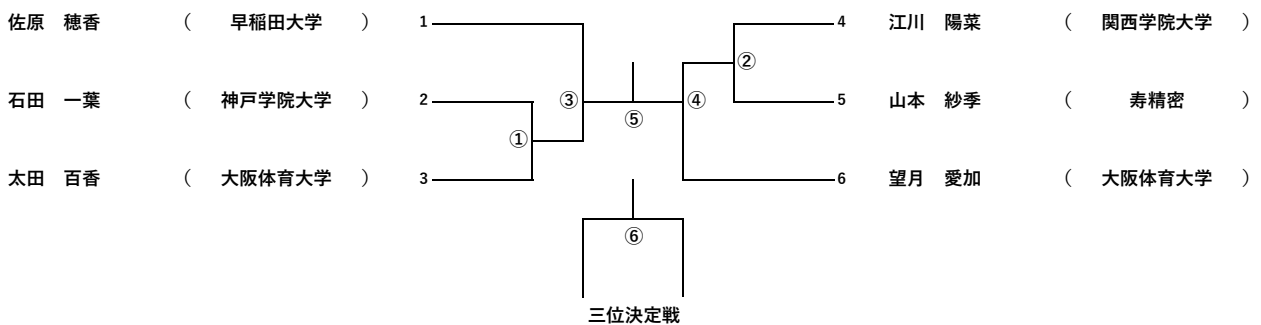 佐原　穂香　（　早稲田大学　）　1　4　江川　陽菜　（　関西学院大学　）
②
石田　一葉　（　神戸学院大学　）　2　③　④　5　山本　紗季　（　寿精密　）
⑤
①
太田　百香　（　大阪体育大学　）　3　6　望月　愛加　（　大阪体育大学　）
⑥
三位決定戦